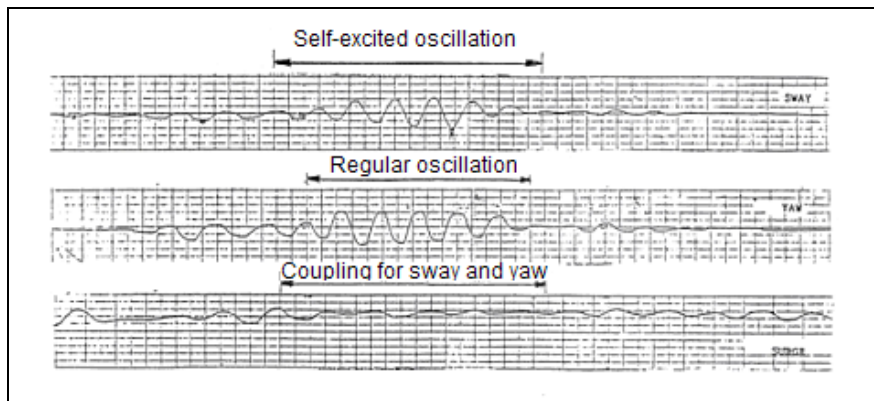 Self-excited oscillation
SWAY
Regular oscillation
YAW
Coupling for sway and yaw
SURGE